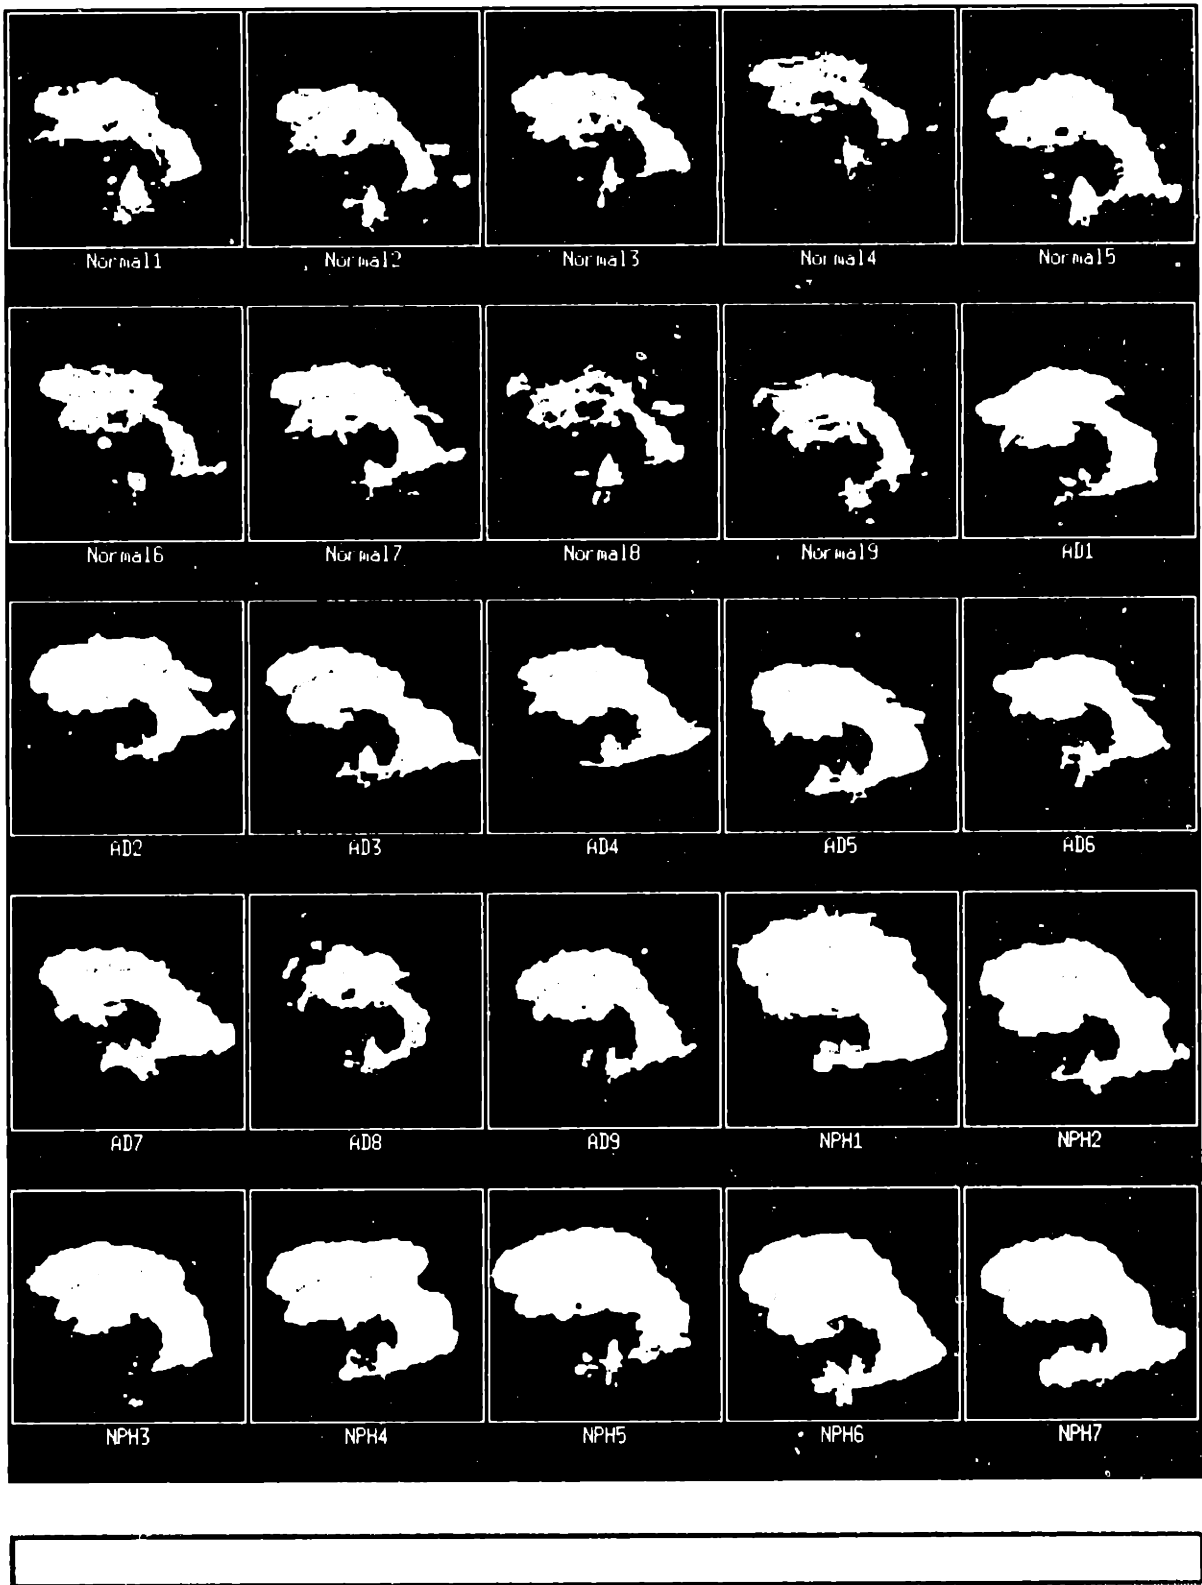 Normal1 Normal2 Normal3 Normal4 Normal5
Normal6 Normal7 Normal8 Normal9 AD1
AD2 AD3 AD4 AD5 AD6
AD7 AD8 AD9 NPH1 NPH2
NPH3 NPH4 NPH5 NPH6 NPH7